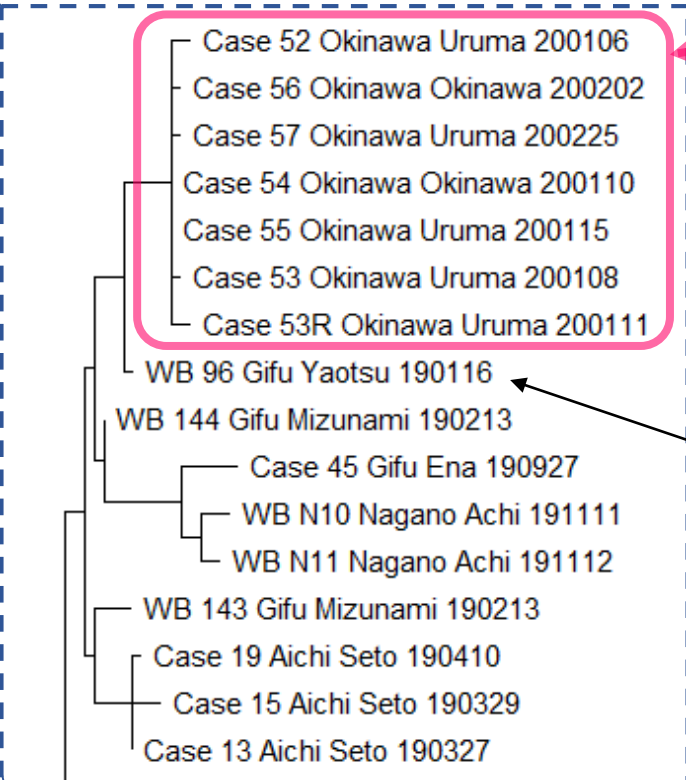 Case 52 Okinawa Uruma 200106
Case 56 Okinawa Okinawa 200202
Case 57 Okinawa Uruma 200225
Case 54 Okinawa Okinawa 200110
Case 55 Okinawa Uruma 200115
Case 53 Okinawa Uruma 200108
Case 53R Okinawa Uruma 200111
WB 96 Gifu Yaotsu 190116
WB 144 Gifu Mizunami 190213
Case 45 Gifu Ena 190927
WB N10 Nagano Achi 191111
WB N11 Nagano Achi 191112
WB 143 Gifu Mizunami 190213
Case 19 Aichi Seto 190410
Case 15 Aichi Seto 190329
Case 13 Aichi Seto 190327